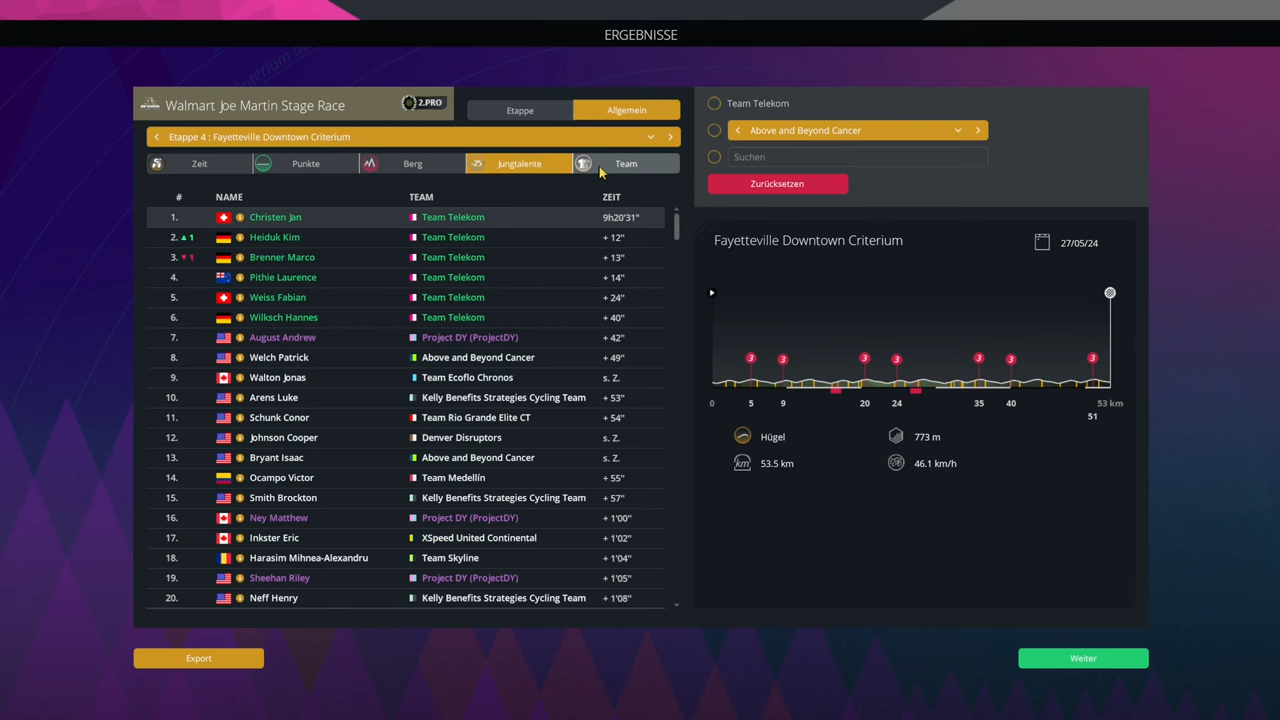 ERGEBNISSE
Walmart Joe Martin Stage Race
2.PRO
Etappe
Allgemein
Etappe 4 : Fayetteville Downtown Criterium
Zeit
Punkte
Berg
25
Jungtalente
Team
# NAME TEAM ZEIT
1. Christen Jan Team Telekom 9h20'31"
2. ▲ 1 Heiduk Kim Team Telekom + 12"
3. ▼ 1 Brenner Marco Team Telekom + 13"
4. Pithie Laurence Team Telekom + 14"
5. Weiss Fabian Team Telekom + 24"
6. Wilksch Hannes Team Telekom + 40"
7. August Andrew Project DY (ProjectDY) + 42"
8. Welch Patrick Above and Beyond Cancer + 49"
9. Walton Jonas Team Ecoflo Chronos s. Z.
10. Arens Luke Kelly Benefits Strategies Cycling Team + 53"
11. Schunk Conor Team Rio Grande Elite CT + 54"
12. Johnson Cooper Denver Disruptors s. Z.
13. Bryant Isaac Above and Beyond Cancer s. Z.
14. Ocampo Victor Team Medellín + 55"
15. Smith Brockton Kelly Benefits Strategies Cycling Team + 57"
16. Ney Matthew Project DY (ProjectDY) + 1'00"
17. Inkster Eric XSpeed United Continental + 1'02"
18. Harasim Mihnea-Alexandru Team Skyline + 1'04"
19. Sheehan Riley Project DY (ProjectDY) + 1'05"
20. Neff Henry Kelly Benefits Strategies Cycling Team + 1'08"
Team Telekom
Above and Beyond Cancer
Suchen
Zurücksetzen
Fayetteville Downtown Criterium
27/05/24
3 3 3 3 3 3 3
0 5 9 20 24 35 40 53 km
51
Hügel
773 m
km 53.5 km
46.1 km/h
Export
Weiter